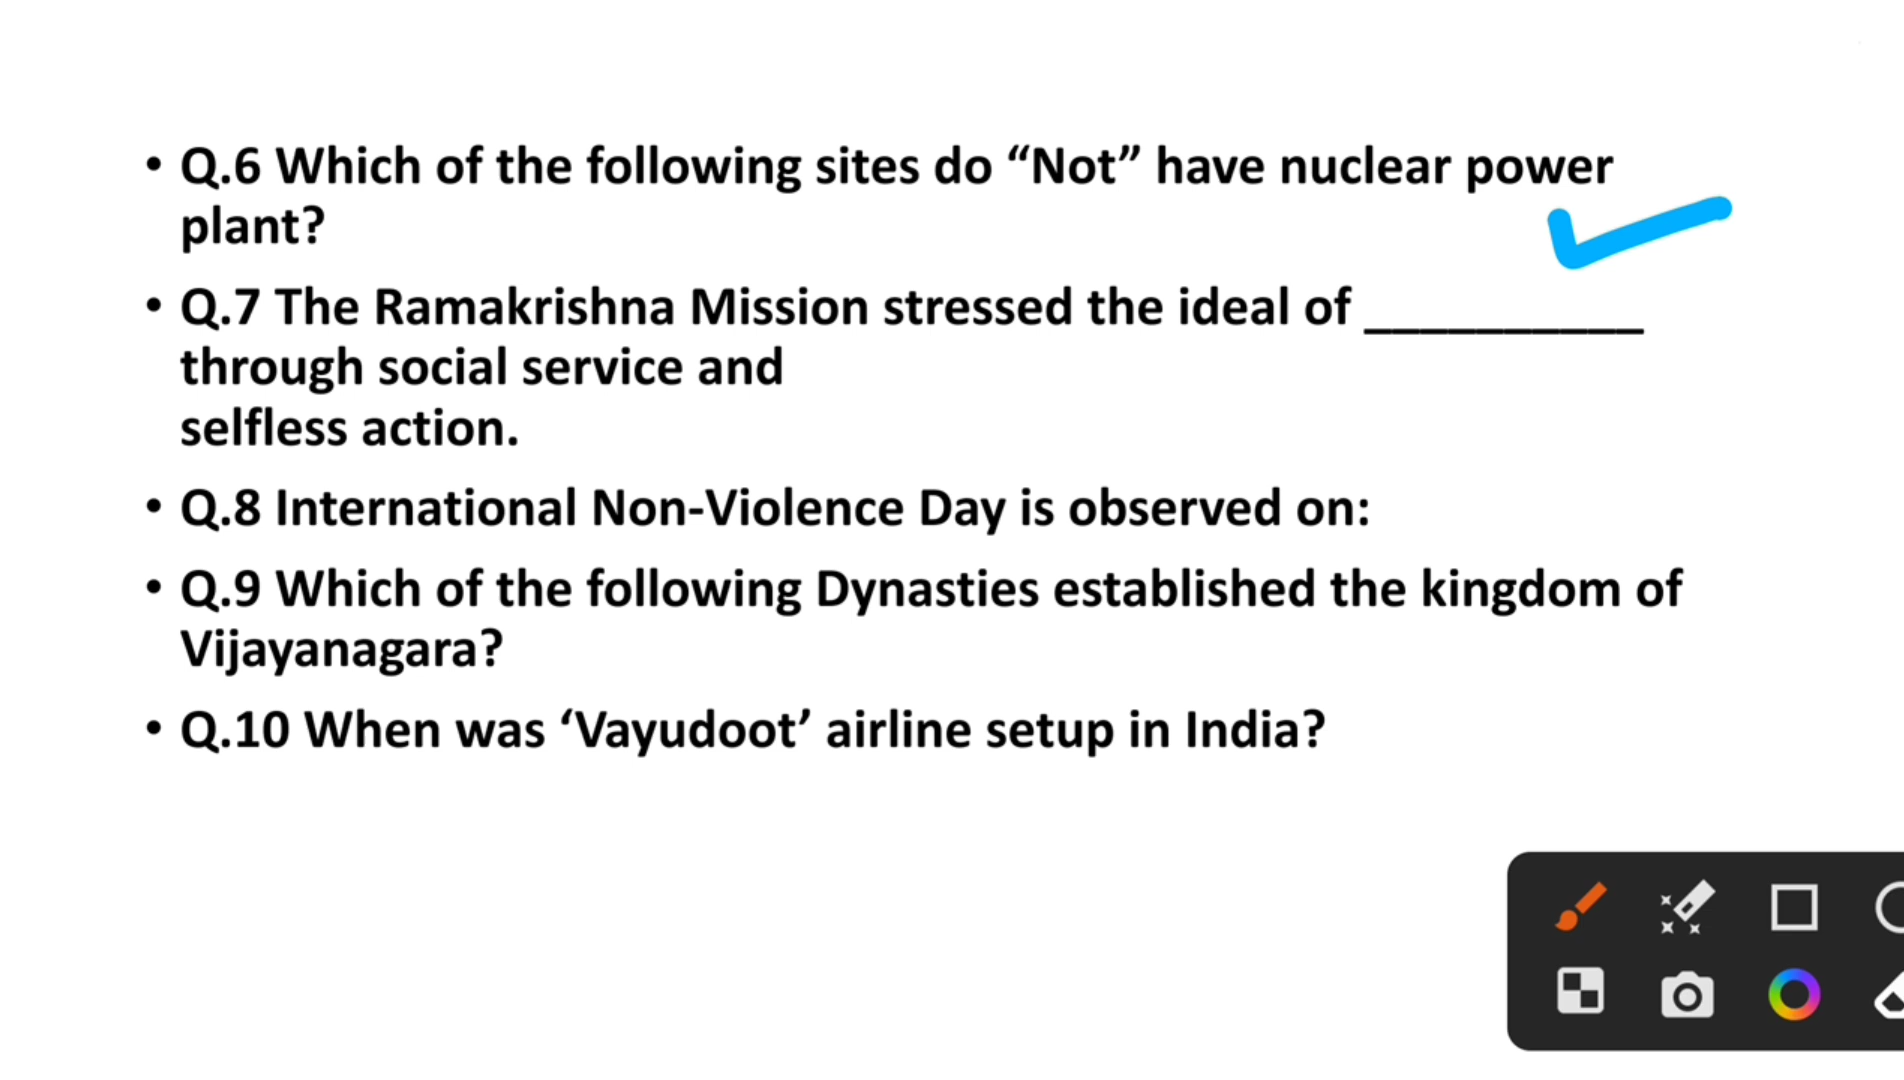 • Q.6 Which of the following sites do “Not” have nuclear power
plant?
• Q.7 The Ramakrishna Mission stressed the ideal of __________
through social service and
selfless action.
• Q.8 International Non-Violence Day is observed on:
• Q.9 Which of the following Dynasties established the kingdom of
Vijayanagara?
• Q.10 When was ‘Vayudoot’ airline setup in India?